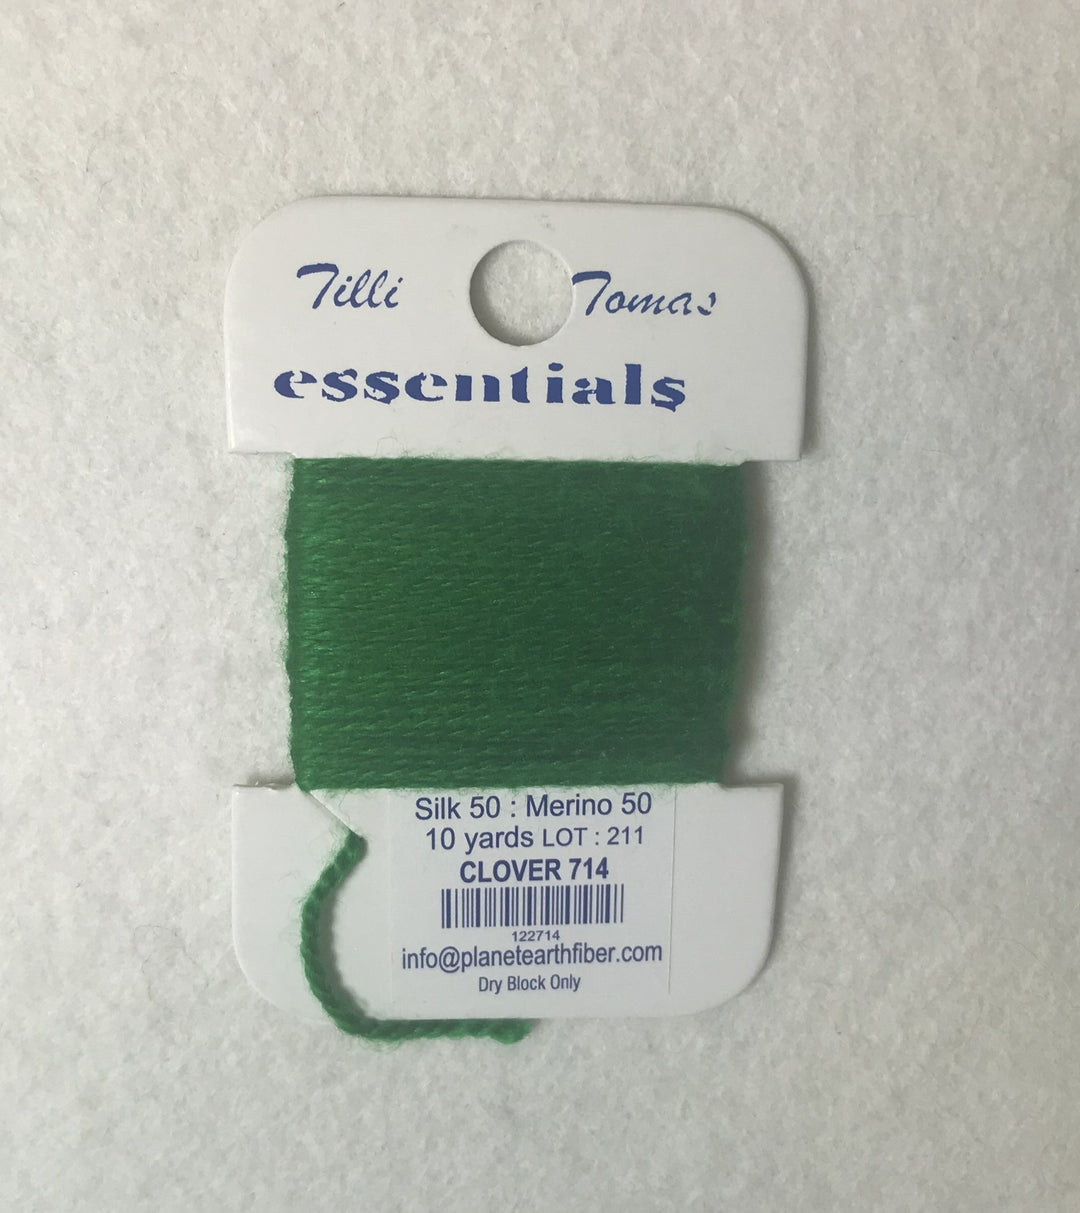 Tilli Tomas
essentials
Silk 50 : Merino 50
10 yards LOT : 211
CLOVER 714
122714
info@planetearthfiber.com
Dry Block Only